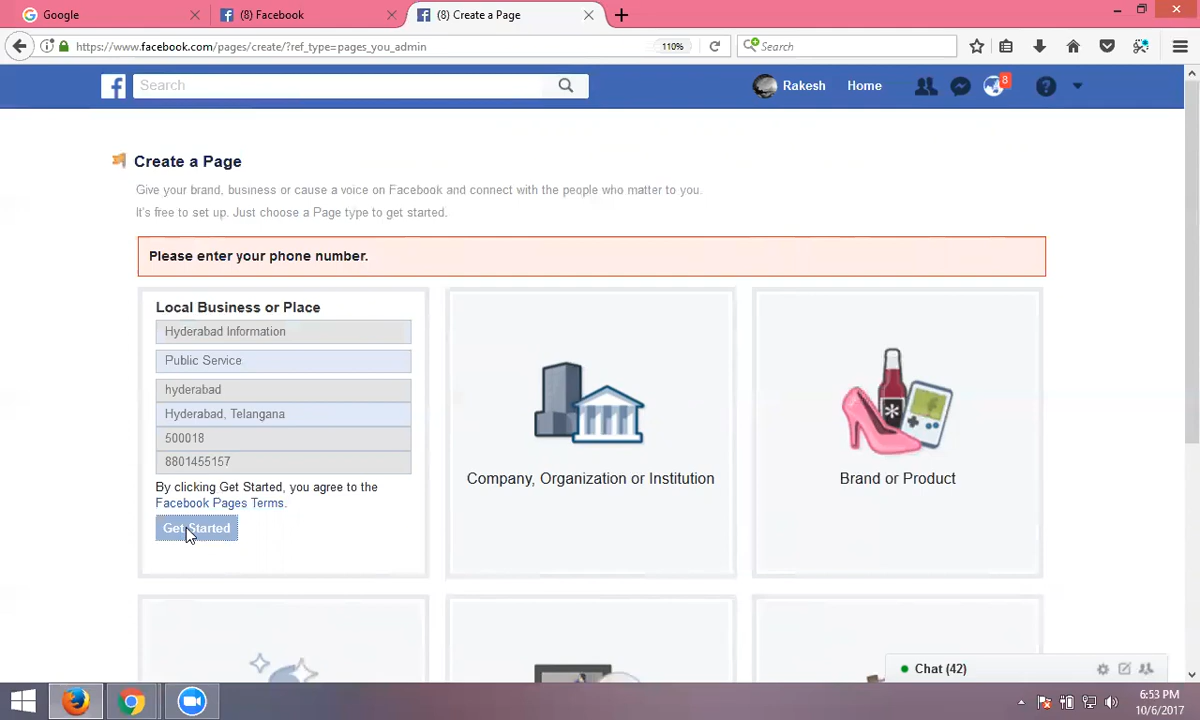 Google
(8) Facebook
(8) Create a Page
https://www.facebook.com/pages/create/?ref_type=pages_you_admin
110%
Search
Search
Rakesh
Home
8
Create a Page
Give your brand, business or cause a voice on Facebook and connect with the people who matter to you.
It's free to set up. Just choose a Page type to get started.
Please enter your phone number.
Local Business or Place
Hyderabad Information
Public Service
hyderabad
Hyderabad, Telangana
500018
8801455157
By clicking Get Started, you agree to the
Facebook Pages Terms.
Get Started
Company, Organization or Institution
Brand or Product
Chat (42)
6:53 PM
10/6/2017